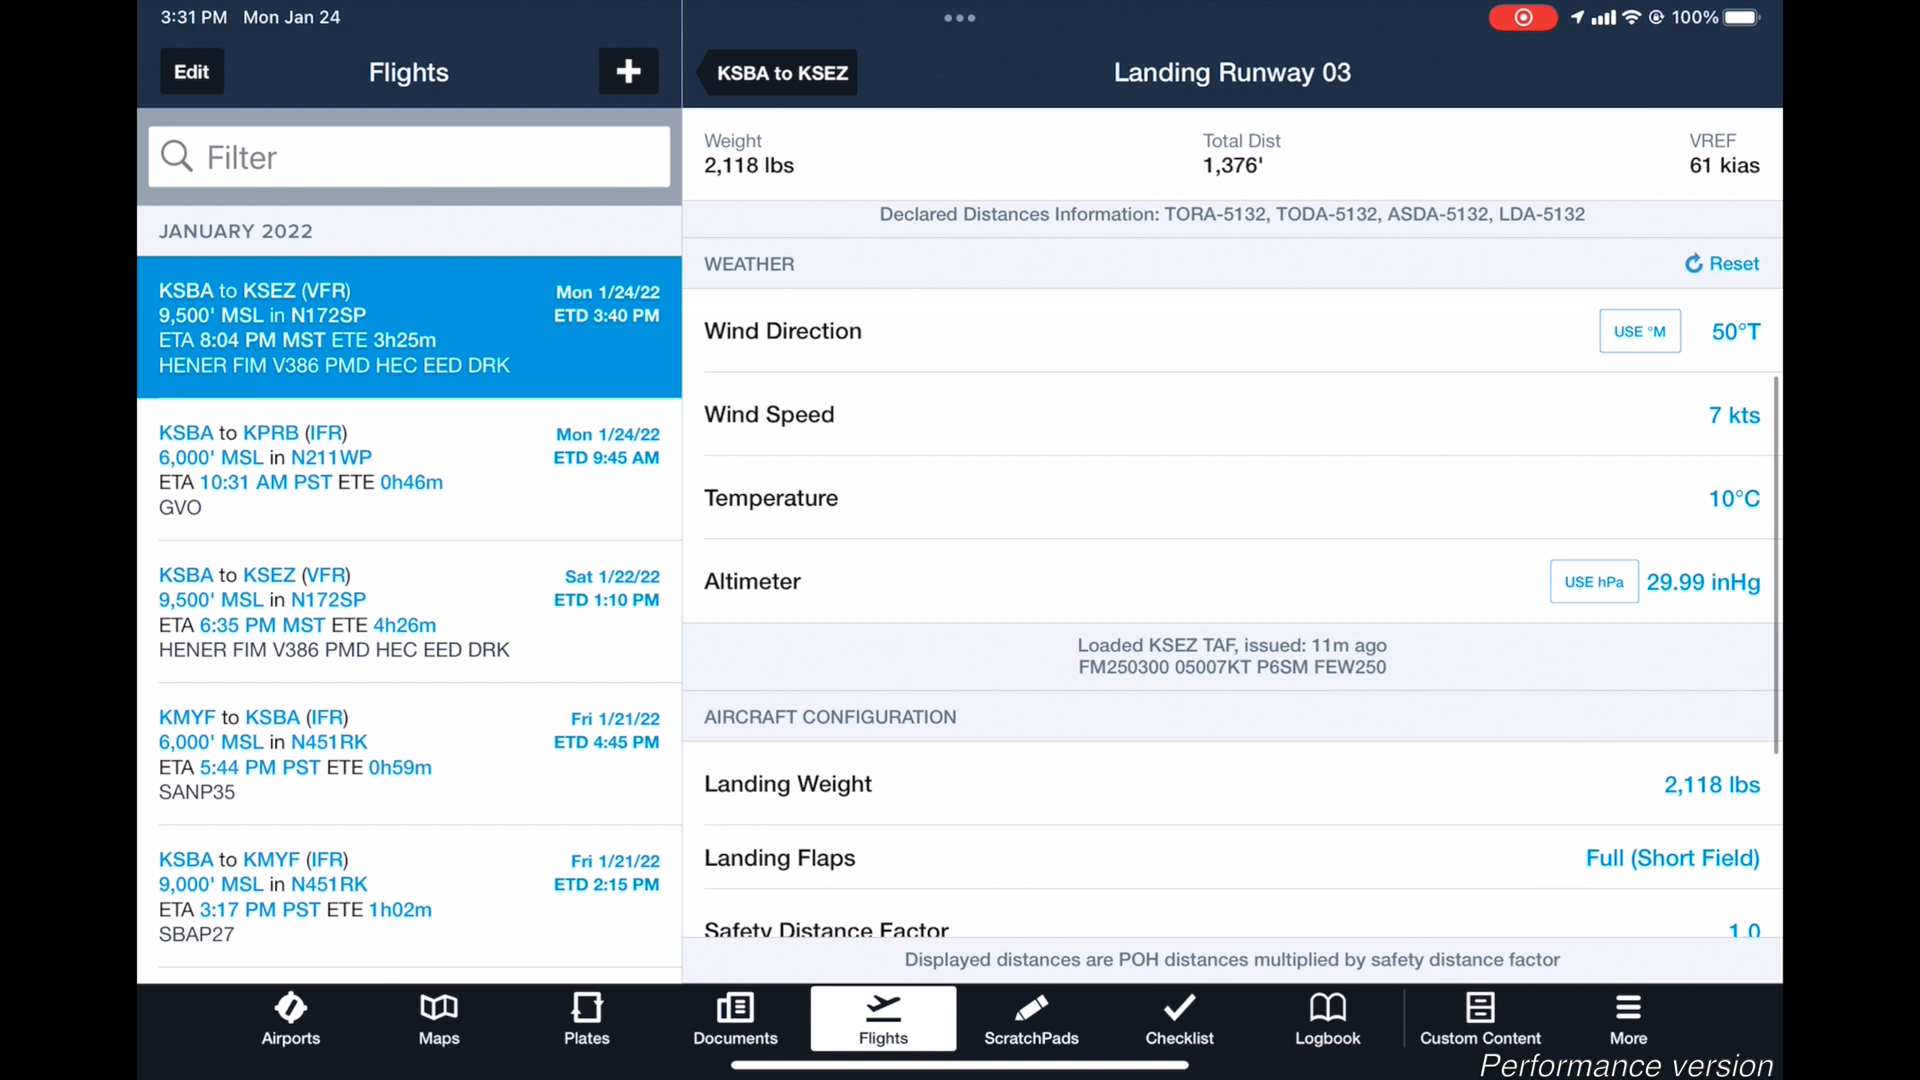 3:31 PM Mon Jan 24
100%
Edit
Flights
+
KSBA to KSEZ
Landing Runway 03
Filter
Weight
2,118 lbs
Total Dist
1,376'
VREF
61 kias
Declared Distances Information: TORA-5132, TODA-5132, ASDA-5132, LDA-5132
JANUARY 2022
KSBA to KSEZ (VFR)
Mon 1/24/22
9,500' MSL in N172SP
ETD 3:40 PM
ETA 8:04 PM MST ETE 3h25m
HENER FIM V386 PMD HEC EED DRK
KSBA to KPRB (IFR)
Mon 1/24/22
6,000' MSL in N211WP
ETD 9:45 AM
ETA 10:31 AM PST ETE 0h46m
GVO
KSBA to KSEZ (VFR)
Sat 1/22/22
9,500' MSL in N172SP
ETD 1:10 PM
ETA 6:35 PM MST ETE 4h26m
HENER FIM V386 PMD HEC EED DRK
KMYF to KSBA (IFR)
Fri 1/21/22
6,000' MSL in N451RK
ETD 4:45 PM
ETA 5:44 PM PST ETE 0h59m
SANP35
KSBA to KMYF (IFR)
Fri 1/21/22
9,000' MSL in N451RK
ETD 2:15 PM
ETA 3:17 PM PST ETE 1h02m
SBAP27
WEATHER
Reset
Wind Direction
USE °M
50°T
Wind Speed
7 kts
Temperature
10°C
Altimeter
USE hPa
29.99 inHg
Loaded KSEZ TAF, issued: 11m ago
FM250300 05007KT P6SM FEW250
AIRCRAFT CONFIGURATION
Landing Weight
2,118 lbs
Landing Flaps
Full (Short Field)
Safety Distance Factor
1.0
Displayed distances are POH distances multiplied by safety distance factor
Airports
Maps
Plates
Documents
Flights
ScratchPads
Checklist
Logbook
Custom Content
More
Performance version